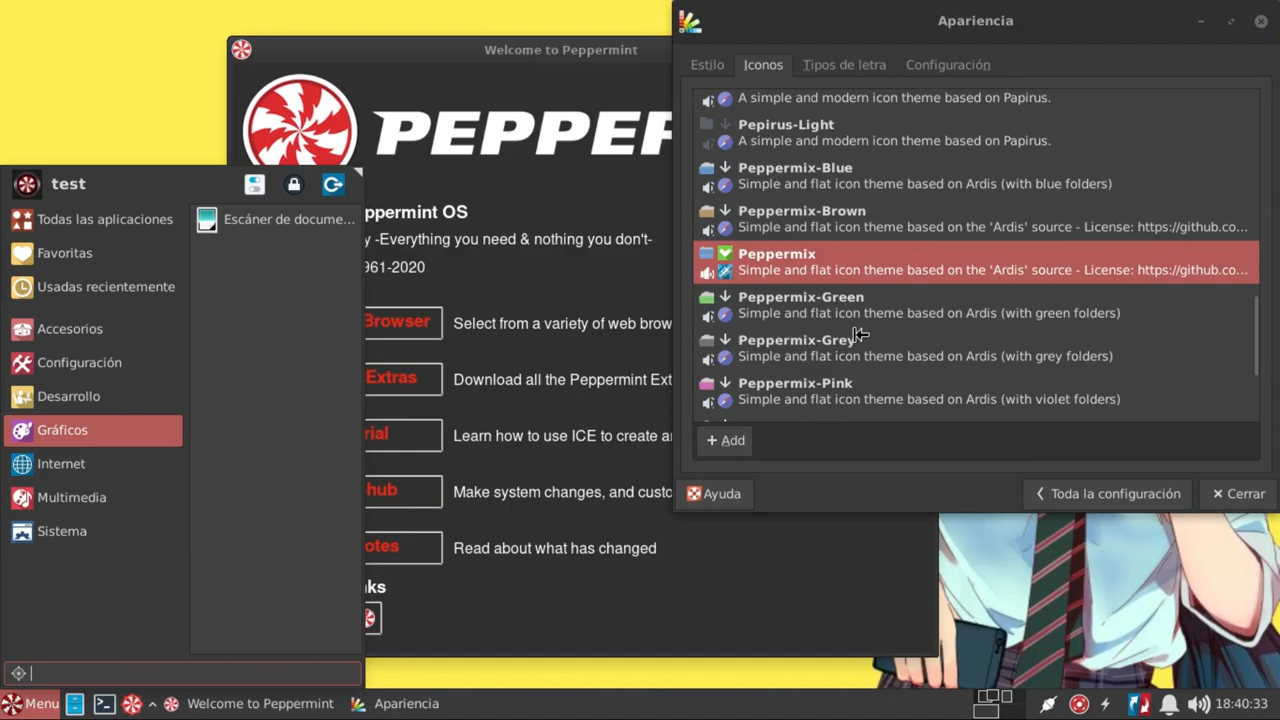 Apariencia
Estilo
Iconos
Tipos de letra
Configuración
A simple and modern icon theme based on Papirus.
Pepirus-Light
A simple and modern icon theme based on Papirus.
Peppermix-Blue
Simple and flat icon theme based on Ardis (with blue folders)
Peppermix-Brown
Simple and flat icon theme based on the 'Ardis' source - License: https://github.co...
Peppermix
Simple and flat icon theme based on the 'Ardis' source - License: https://github.co...
Peppermix-Green
Simple and flat icon theme based on Ardis (with green folders)
Peppermix-Grey
Simple and flat icon theme based on Ardis (with grey folders)
Peppermix-Pink
Simple and flat icon theme based on Ardis (with violet folders)
+ Add
Ayuda
Toda la configuración
Cerrar
Welcome to Peppermint
PEPPER
ppermint OS
y -Everything you need & nothing you don't-
961-2020
Browser
Select from a variety of web brow
Extras
Download all the Peppermint Ext
rial
Learn how to use ICE to create a
hub
Make system changes, and custo
otes
Read about what has changed
ks
test
Todas las aplicaciones
Favoritas
Usadas recientemente
Accesorios
Configuración
Desarrollo
Gráficos
Internet
Multimedia
Sistema
Escáner de docume...
Menu
Welcome to Peppermint
Apariencia
18:40:33